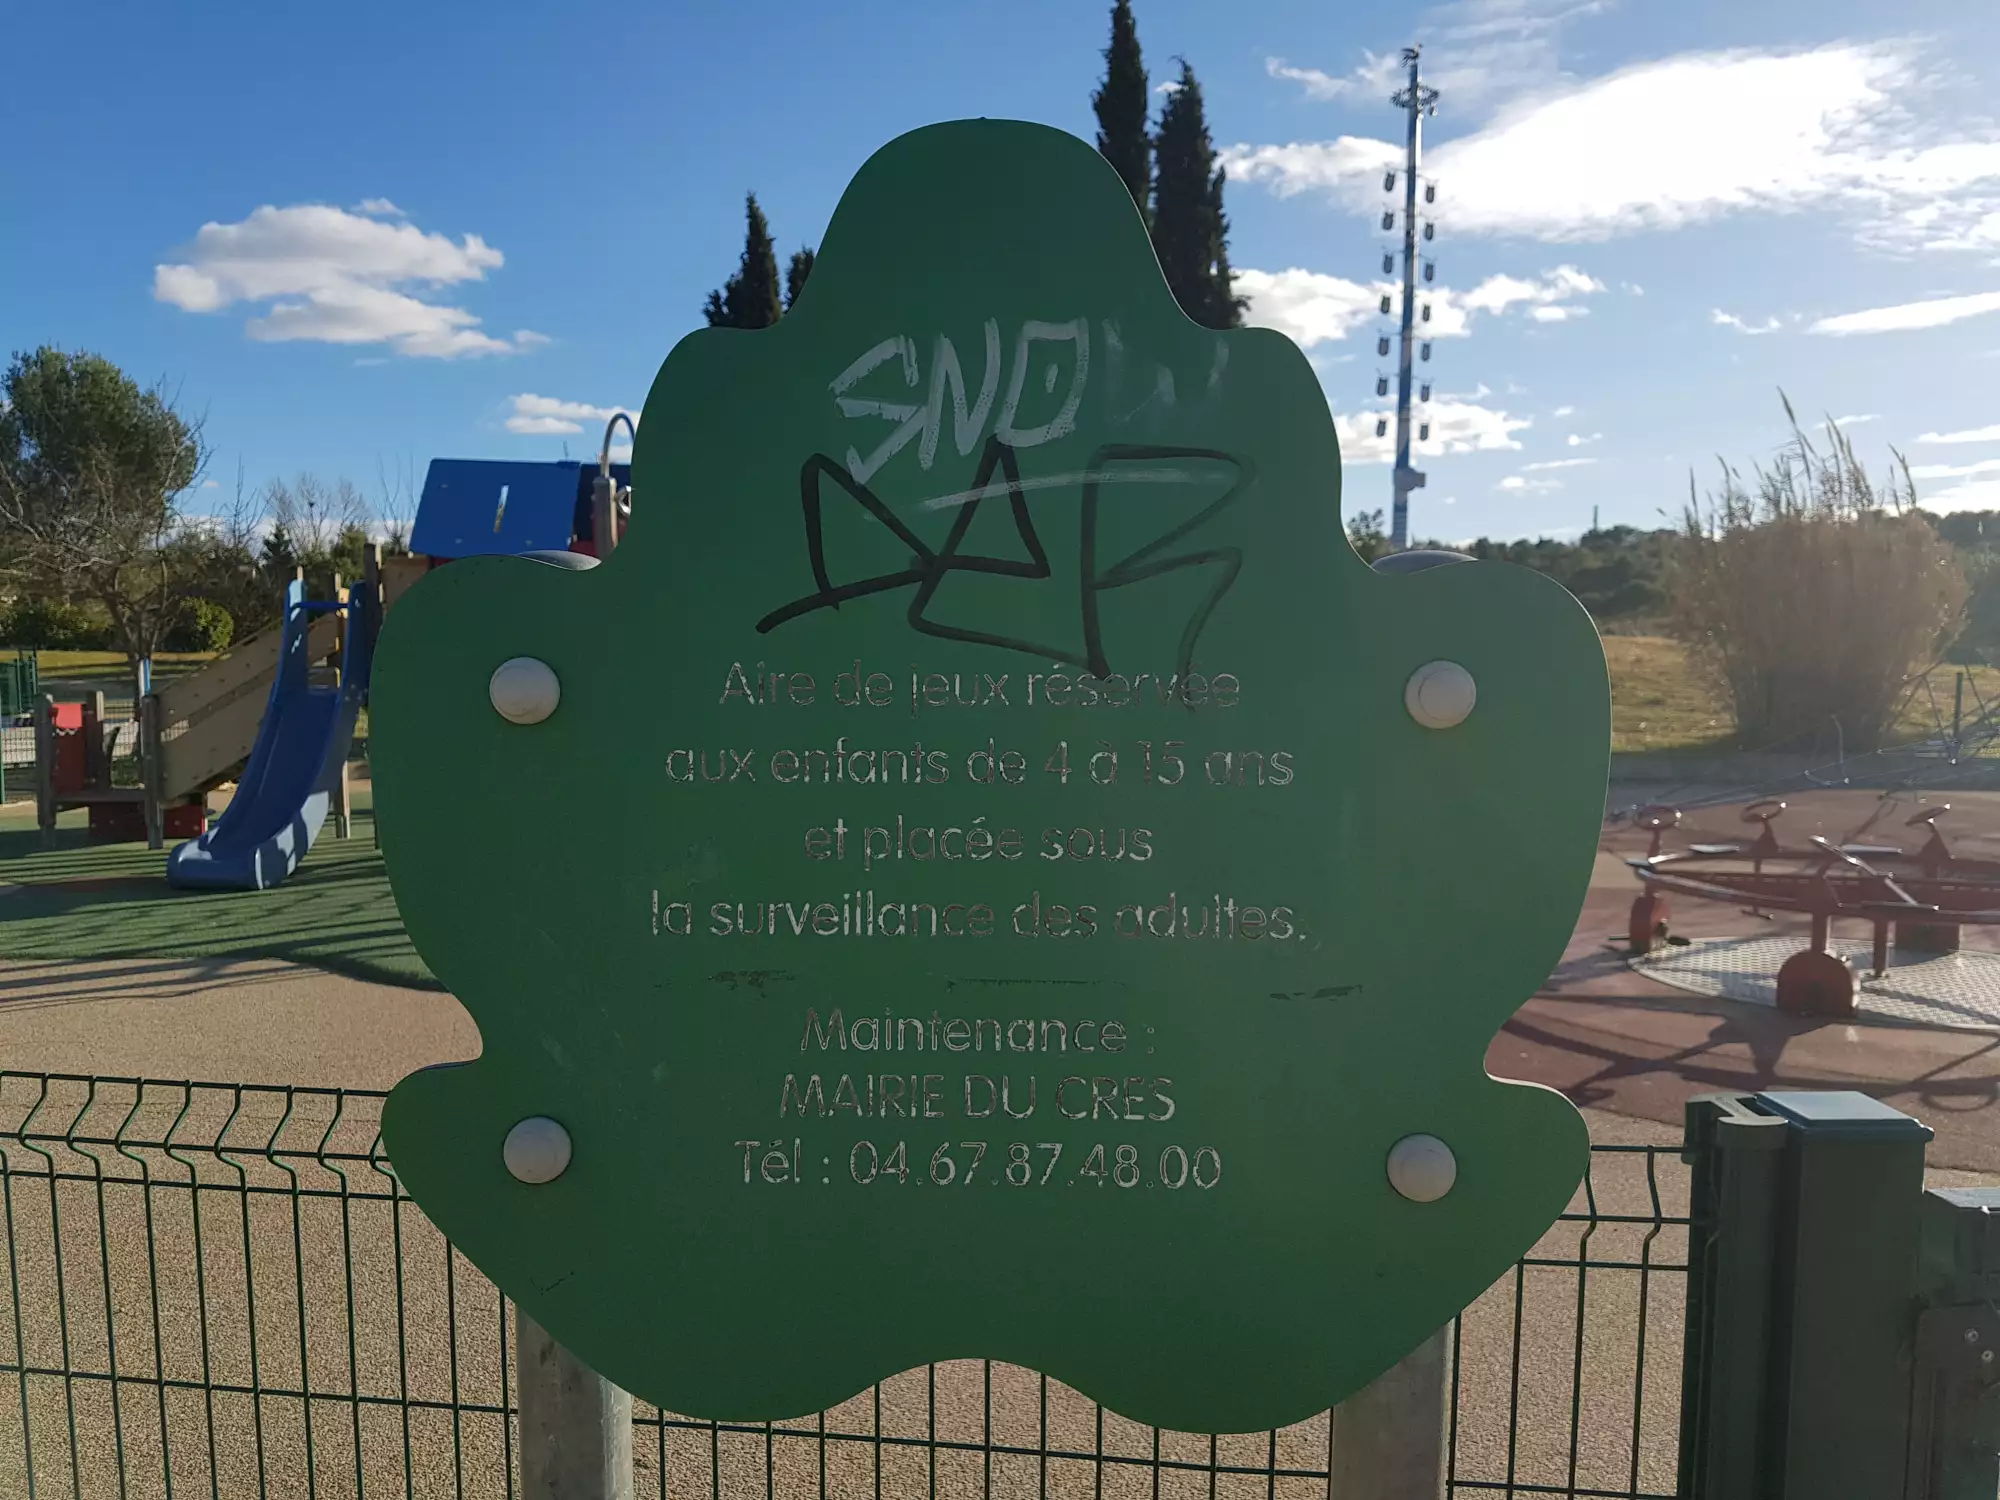 SNOW
Aire de jeux réservée
aux enfants de 4 à 15 ans
et placée sous
la surveillance des adultes.
Maintenance :
MAIRIE DU CRES
Tél : 04.67.87.48.00